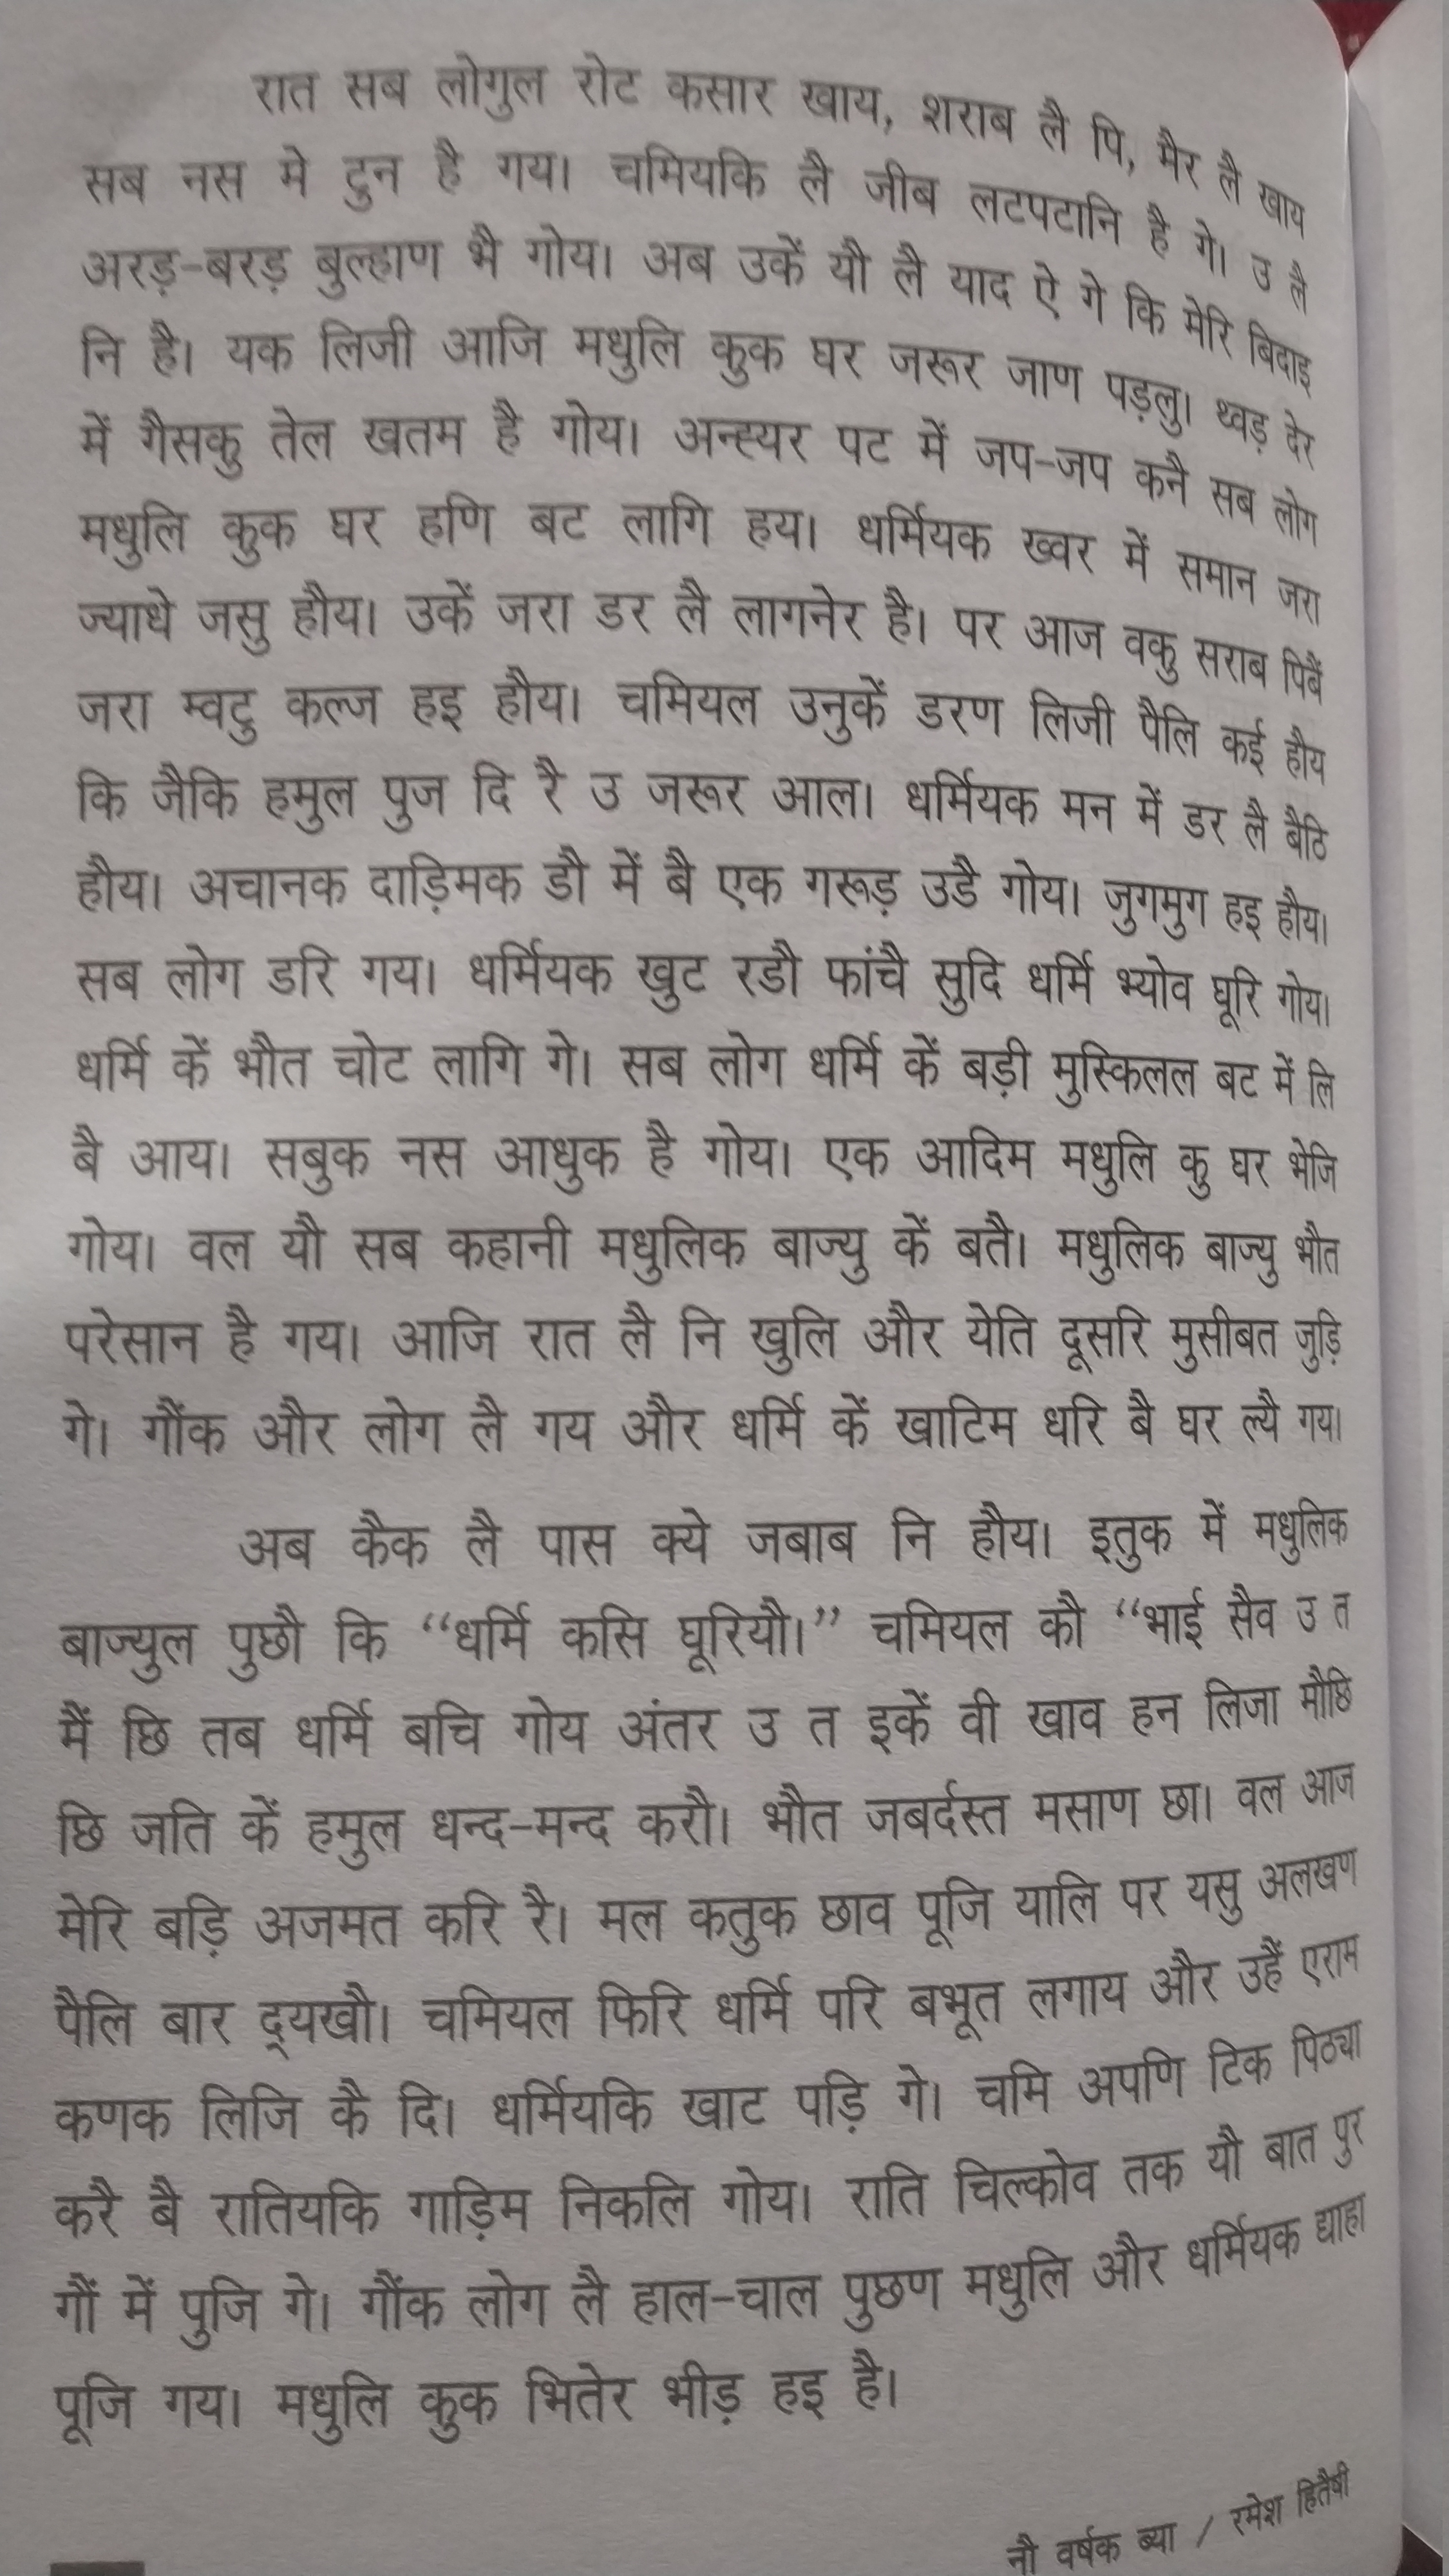 रात सब लोगुल रोट कसार खाय, शराब लै पि, मैर लै खाय
सब नस मे टुन है गय। चमियकि लै जीब लटपटानि है गे। उ लै
अरड़-बरड़ बुल्हाण भै गोय। अब उकें यौ लै याद ऐ गे कि मेरि बिदाइ
नि है। यक लिजी आजि मधुलि कुक घर जरूर जाण पड़लु। थ्वड़ देर
में गैसकु तेल खतम है गोय। अन्ह्यर पट में जप-जप कनै सब लोग
मधुलि कुक घर हणि बट लागि हय। धर्मियक ख्वर में समान जरा
ज्याधे जसु हौय। उकें जरा डर लै लागनेर है। पर आज वकु सराब पिबैं
जरा म्वटु कल्ज हइ हौय। चमियल उनुकें डरण लिजी पैलि कई हौय
कि जैकि हमुल पुज दि रै उ जरूर आल। धर्मियक मन में डर लै बैठि
हौय। अचानक दाड़िमक डौ में बै एक गरूड़ उडै गोय। जुगमुग हइ हौय।
सब लोग डरि गय। धर्मियक खुट रडौ फांचै सुदि धर्मि भ्योव घूरि गोय।
धर्मि कें भौत चोट लागि गे। सब लोग धर्मि कें बड़ी मुस्किलल बट में लि
बै आय। सबुक नस आधुक है गोय। एक आदिम मधुलि कु घर भेजि
गोय। वल यौ सब कहानी मधुलिक बाज्यु कें बतै। मधुलिक बाज्यु भौत
परेसान है गय। आजि रात लै नि खुलि और येति दूसरि मुसीबत जुड़ि
गे। गौंक और लोग लै गय और धर्मि कें खाटिम धरि बै घर ल्यै गय।
अब कैक लै पास क्ये जबाब नि हौय। इतुक में मधुलिक
बाज्युल पुछौ कि “धर्मि कसि घूरियौ।” चमियल कौ “भाई सैव उ त
मैं छि तब धर्मि बचि गोय अंतर उ त इकें वी खाव हन लिजा मौछि
छि जति कें हमुल धन्द-मन्द करौ। भौत जबर्दस्त मसाण छा। वल आज
मेरि बड़ि अजमत करि रै। मल कतुक छाव पूजि यालि पर यसु अलखण
पैलि बार द्‌यखौ। चमियल फिरि धर्मि परि बभूत लगाय और उहैं एराम
कणक लिजि कै दि। धर्मियकि खाट पड़ि गे। चमि अपणि टिक पिठ्या
करै बै रातियकि गाड़िम निकलि गोय। राति चिल्कोव तक यौ बात पुर
गौं में पुजि गे। गौंक लोग लै हाल-चाल पुछण मधुलि और धर्मियक द्याहा
पूजि गय। मधुलि कुक भितेर भीड़ हइ है।
नौ वर्षक ब्या / रमेश हितैषी